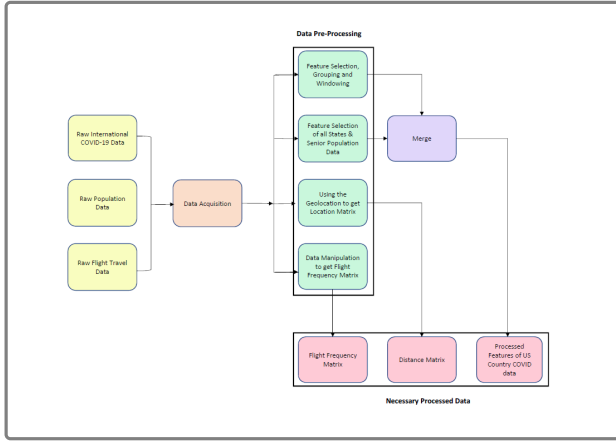 Data Pre-Processing
Feature Selection,
Grouping and
Windowing
Raw International
COVID-19 Data
Feature Selection
of all States &
Senior Population
Data
Merge
Raw Population
Data
Data Acquisition
Using the
Geolocation to get
Location Matrix
Raw Flight Travel
Data
Data Manipulation
to get Flight
Frequency Matrix
Flight Frequency
Matrix
Distance Matrix
Processed
Features of US
Country COVID
data
Necessary Processed Data